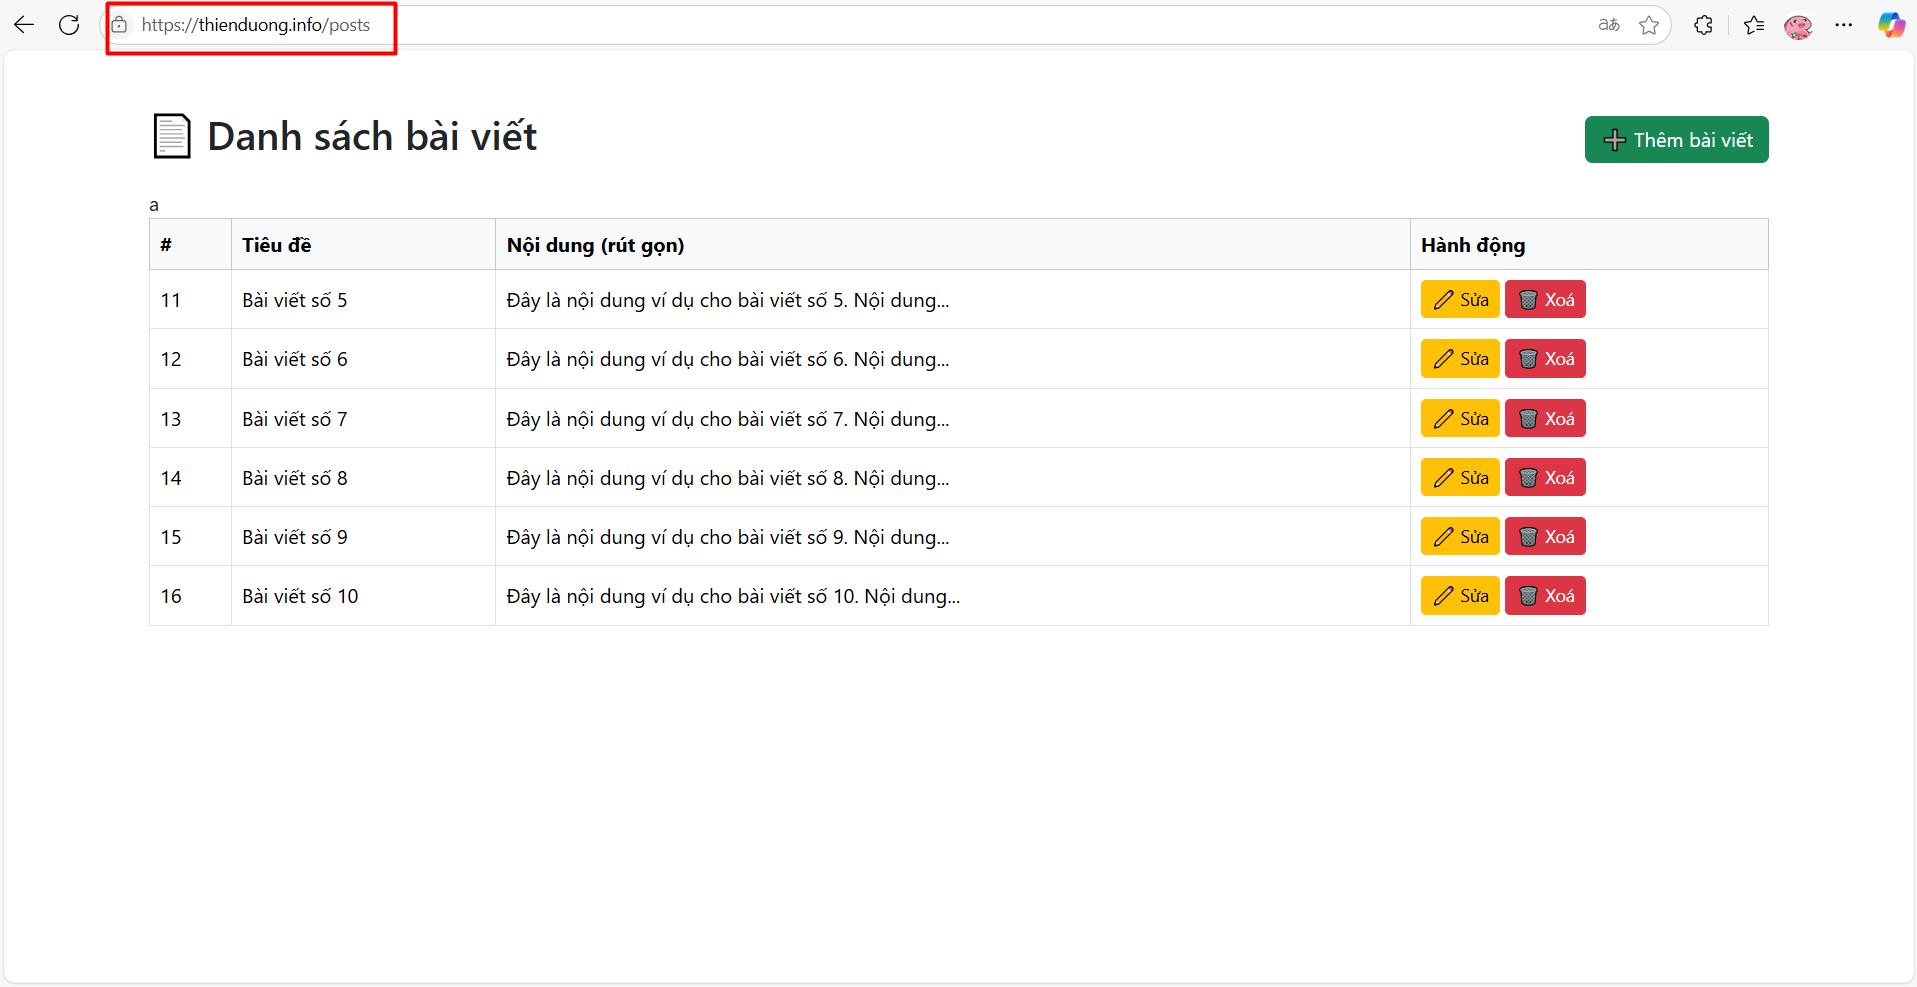 https://thienduong.info/posts
Danh sách bài viết
Thêm bài viết
a
# Tiêu đề Nội dung (rút gọn) Hành động
11 Bài viết số 5 Đây là nội dung ví dụ cho bài viết số 5. Nội dung... Sửa Xoá
12 Bài viết số 6 Đây là nội dung ví dụ cho bài viết số 6. Nội dung... Sửa Xoá
13 Bài viết số 7 Đây là nội dung ví dụ cho bài viết số 7. Nội dung... Sửa Xoá
14 Bài viết số 8 Đây là nội dung ví dụ cho bài viết số 8. Nội dung... Sửa Xoá
15 Bài viết số 9 Đây là nội dung ví dụ cho bài viết số 9. Nội dung... Sửa Xoá
16 Bài viết số 10 Đây là nội dung ví dụ cho bài viết số 10. Nội dung... Sửa Xoá